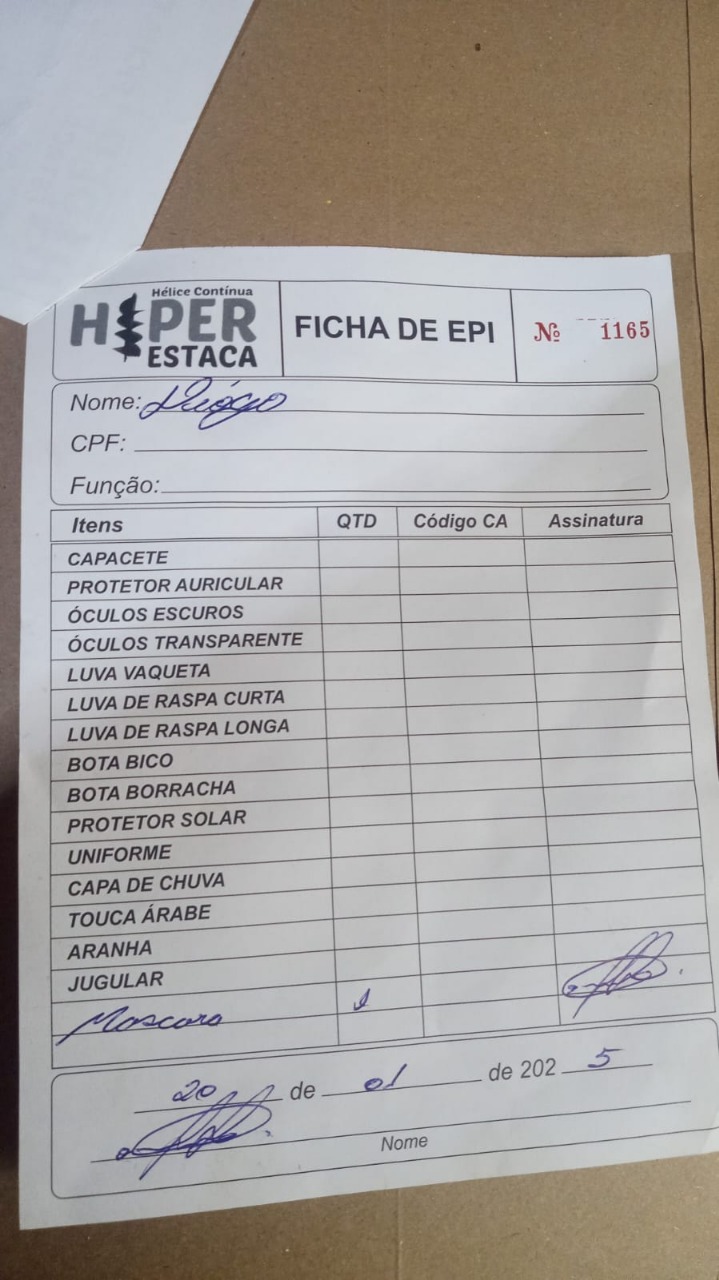 Hélice Contínua
HIPER
ESTACA
FICHA DE EPI
Nº 1165
Nome: Diógo
CPF:
Função:
Itens QTD Código CA Assinatura
CAPACETE
PROTETOR AURICULAR
ÓCULOS ESCUROS
ÓCULOS TRANSPARENTE
LUVA VAQUETA
LUVA DE RASPA CURTA
LUVA DE RASPA LONGA
BOTA BICO
BOTA BORRACHA
PROTETOR SOLAR
UNIFORME
CAPA DE CHUVA
TOUCA ÁRABE
ARANHA
JUGULAR
Mascara 1
20 de 01 de 2025
Nome